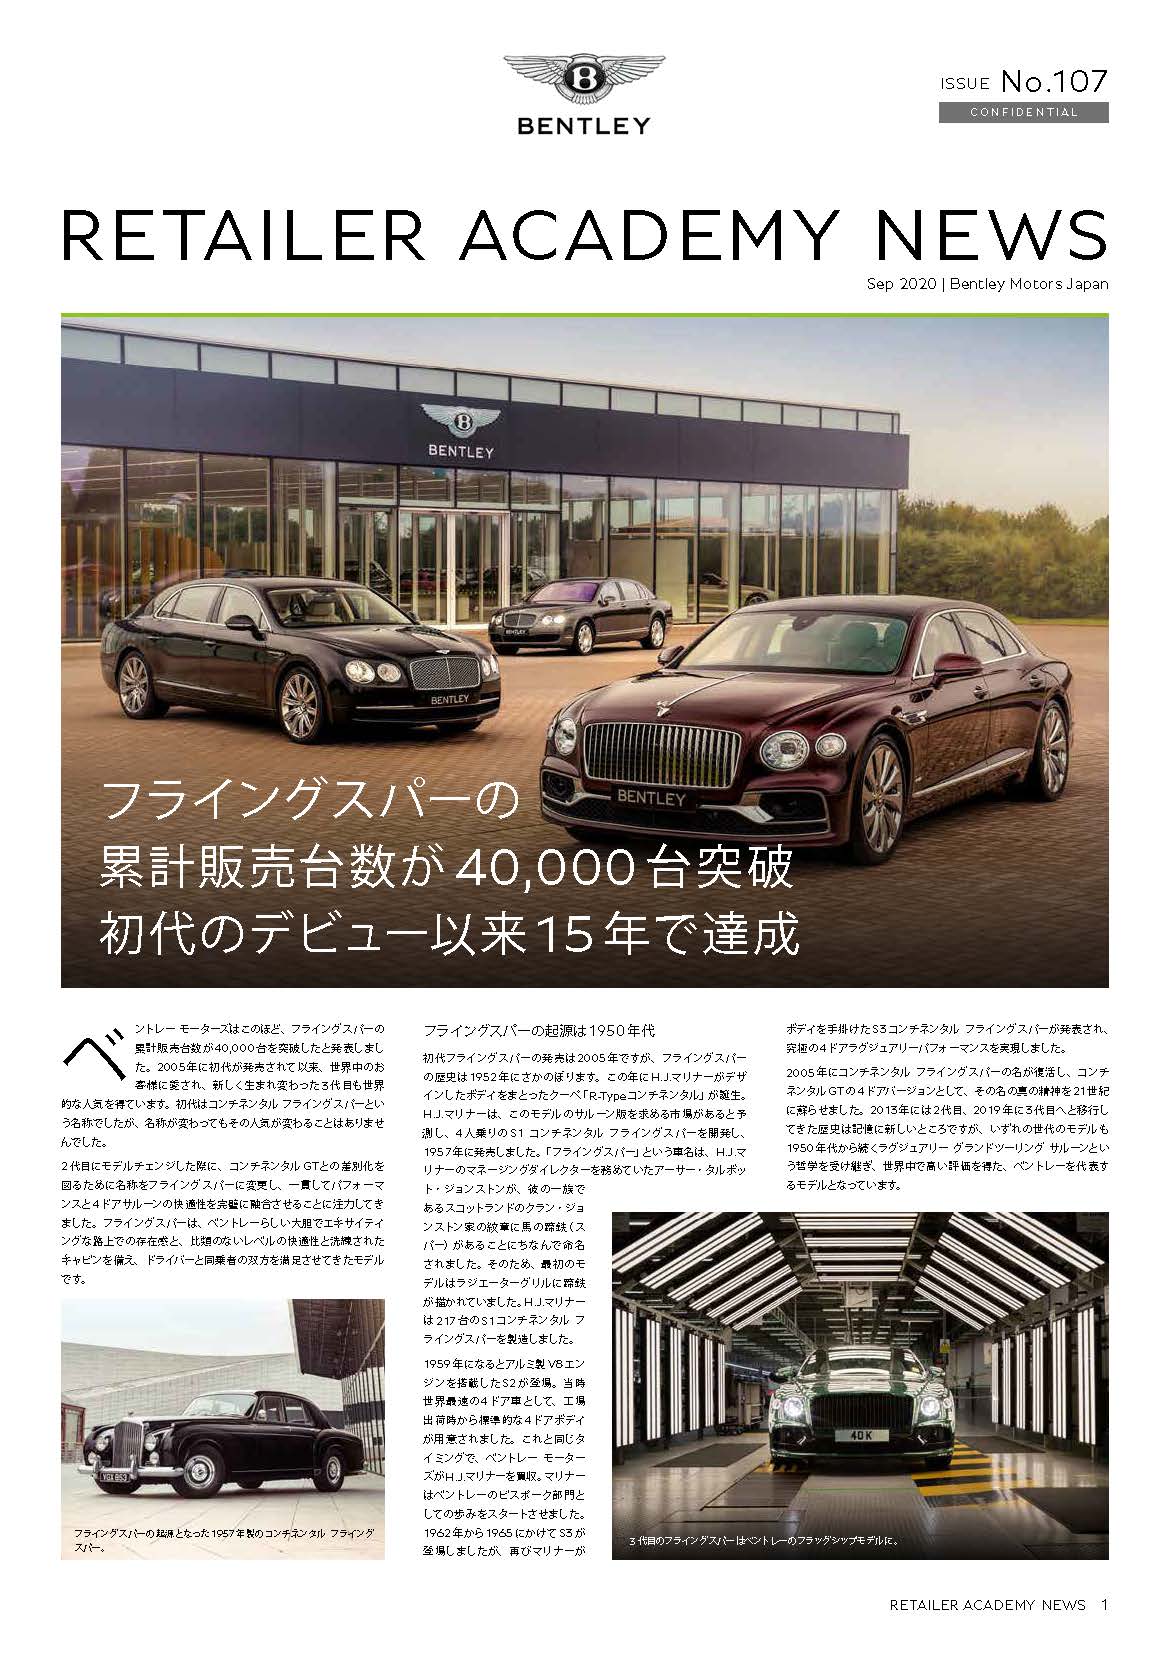 BENTLEY
ISSUE No.107
CONFIDENTIAL
RETAILER ACADEMY NEWS
Sep 2020 | Bentley Motors Japan
BENTLEY
BENTLEY
BENTLEY
BENTLEY
フライングスパーの
累計販売台数が40,000台突破
初代のデビュー以来15年で達成
ベントレー モーターズはこのほど、フライングスパーの
累計販売台数が40,000台を突破したと発表しまし
た。2005年に初代が発売されて以来、世界中のお
客様に愛され、新しく生まれ変わった3代目も世界
的な人気を得ています。初代はコンチネンタル フライングスパーとい
う名称でしたが、名称が変わってもその人気が変わることはありませ
んでした。
2代目にモデルチェンジした際に、コンチネンタルGTとの差別化を
図るために名称をフライングスパーに変更し、一貫してパフォーマ
ンスと4ドアサルーンの快適性を完璧に融合させることに注力してき
ました。フライングスパーは、ベントレーらしい大胆でエキサイティ
ングな路上での存在感と、比類のないレベルの快適性と洗練された
キャビンを備え、ドライバーと同乗者の双方を満足させてきたモデル
です。
VGX 853
フライングスパーの起源となった1957年製のコンチネンタル フライング
スパー。
フライングスパーの起源は1950年代
初代フライングスパーの発売は2005年ですが、フライングスパー
の歴史は1952年にさかのぼります。この年にH.J.マリナーがデザ
インしたボディをまとったクーペ「R-Typeコンチネンタル」が誕生。
H.J.マリナーは、このモデルのサルーン版を求める市場があると予
測し、4人乗りのS1 コンチネンタル フライングスパーを開発し、
1957年に発売しました。「フライングスパー」という車名は、H.J.マ
リナーのマネージングダイレクターを務めていたアーサー・タルボッ
ト・ジョンストンが、彼の一族で
あるスコットランドのクラン・ジョ
ンストン家の紋章に馬の蹄鉄（ス
パー）があることにちなんで命名
されました。そのため、最初のモ
デルはラジエーターグリルに蹄鉄
が描かれていました。H.J.マリナー
は217台のS1コンチネンタル フ
ライングスパーを製造しました。
1959年になるとアルミ製V8エン
ジンを搭載したS2が登場。当時
世界最速の4ドア車として、工場
出荷時から標準的な4ドアボディ
が用意されました。これと同じタ
イミングで、ベントレー モーター
ズがH.J.マリナーを買収。マリナー
はベントレーのビスポーク部門と
しての歩みをスタートさせました。
1962年から1965にかけてS3が
登場しましたが、再びマリナーが
ボディを手掛けたS3コンチネンタル フライングスパーが発表され、
究極の4ドアラグジュアリーパフォーマンスを実現しました。
2005年にコンチネンタル フライングスパーの名が復活し、コンチ
ネンタルGTの4ドアバージョンとして、その名の真の精神を21世紀
に蘇らせました。2013年には2代目、2019年に3代目へと移行し
てきた歴史は記憶に新しいところですが、いずれの世代のモデルも
1950年代から続くラグジュアリー グランドツーリング サルーンとい
う哲学を受け継ぎ、世界中で高い評価を得た、ベントレーを代表す
るモデルとなっています。
40 K
3代目のフライングスパーはベントレーのフラッグシップモデルに。
RETAILER ACADEMY NEWS 1